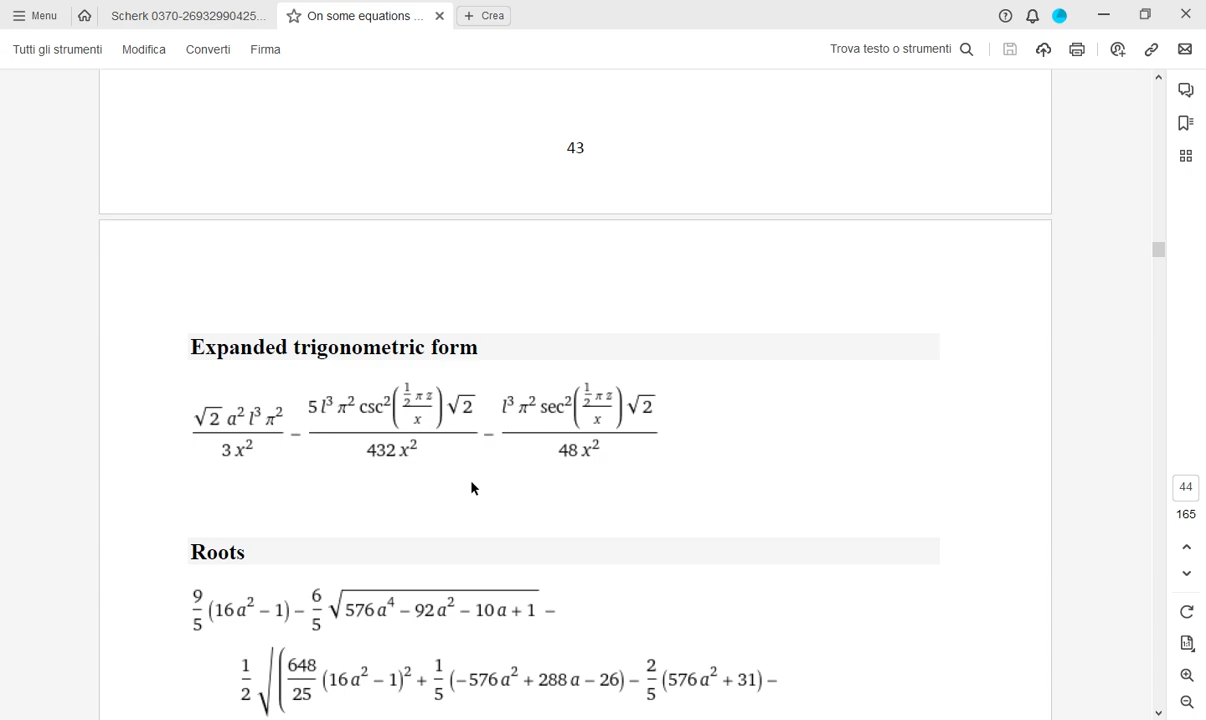 Menu Scherk 0370-26932990425... On some equations ... Crea
Tutti gli strumenti Modifica Converti Firma Trova testo o strumenti
43
Expanded trigonometric form
√2 a² l³ π² / 3 x² − 5 l³ π² csc²(½ π z / x) √2 / 432 x² − l³ π² sec²(½ π z / x) √2 / 48 x²
44
165
Roots
9/5 (16 a² − 1) − 6/5 √(576 a⁴ − 92 a² − 10 a + 1) −
1/2 √((648/25 (16 a² − 1)² + 1/5 (−576 a² + 288 a − 26) − 2/5 (576 a² + 31) −